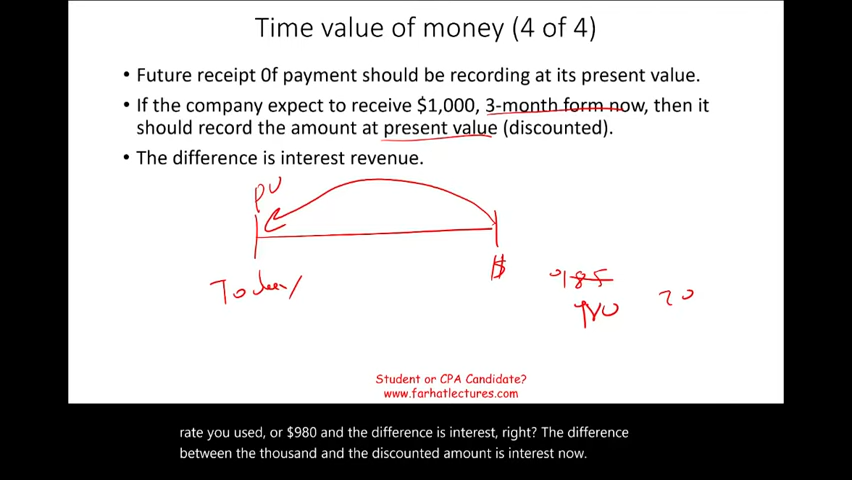 Time value of money (4 of 4)
• Future receipt 0f payment should be recording at its present value.
• If the company expect to receive $1,000, 3-month form now, then it
should record the amount at present value (discounted).
• The difference is interest revenue.
PV
Today
$
985
20
Student or CPA Candidate?
www.farhatlectures.com
rate you used, or $980 and the difference is interest, right? The difference
between the thousand and the discounted amount is interest now.